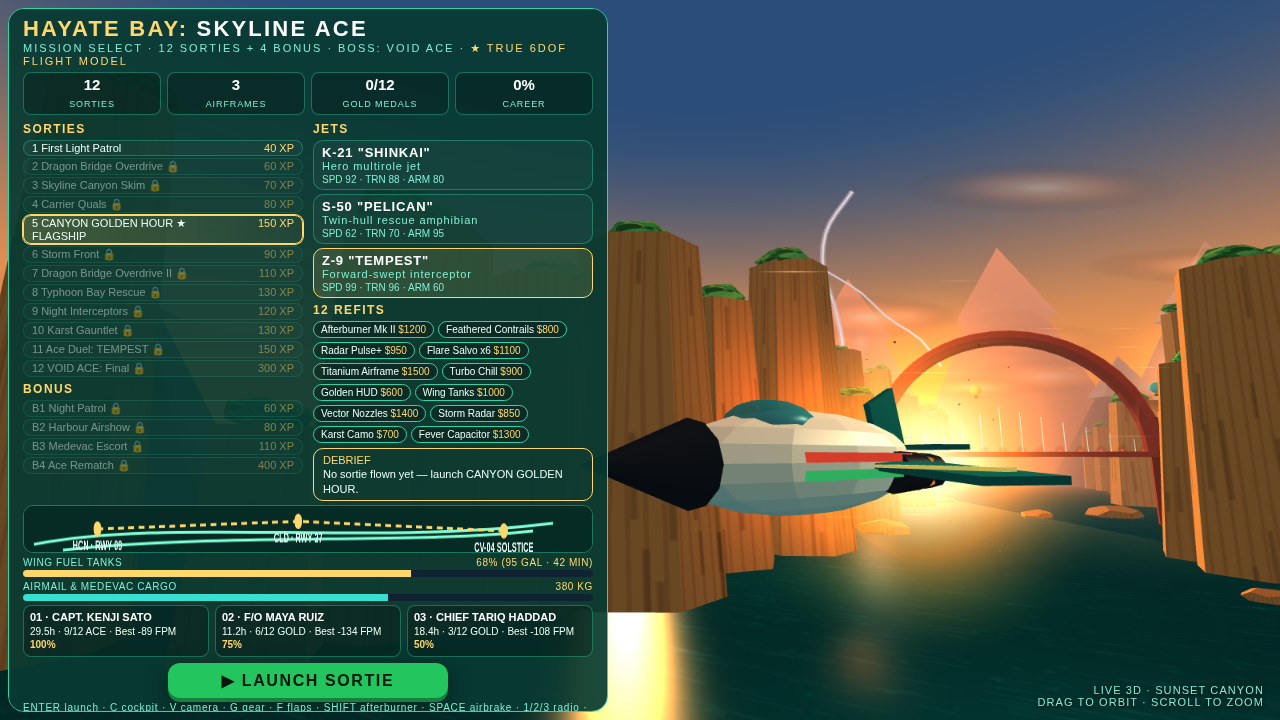 HAYATE BAY: SKYLINE ACE
MISSION SELECT · 12 SORTIES + 4 BONUS · BOSS: VOID ACE · ★ TRUE 6DOF
FLIGHT MODEL
12
SORTIES
3
AIRFRAMES
0/12
GOLD MEDALS
0%
CAREER
SORTIES
1 First Light Patrol 40 XP
2 Dragon Bridge Overdrive 🔒 60 XP
3 Skyline Canyon Skim 🔒 70 XP
4 Carrier Quals 🔒 80 XP
5 CANYON GOLDEN HOUR ★ 150 XP
FLAGSHIP
6 Storm Front 🔒 90 XP
7 Dragon Bridge Overdrive II 🔒 110 XP
8 Typhoon Bay Rescue 🔒 130 XP
9 Night Interceptors 🔒 120 XP
10 Karst Gauntlet 🔒 130 XP
11 Ace Duel: TEMPEST 🔒 150 XP
12 VOID ACE: Final 🔒 300 XP
BONUS
B1 Night Patrol 🔒 60 XP
B2 Harbour Airshow 🔒 80 XP
B3 Medevac Escort 🔒 110 XP
B4 Ace Rematch 🔒 400 XP
JETS
K-21 "SHINKAI"
Hero multirole jet
SPD 92 · TRN 88 · ARM 80
S-50 "PELICAN"
Twin-hull rescue amphibian
SPD 62 · TRN 70 · ARM 95
Z-9 "TEMPEST"
Forward-swept interceptor
SPD 99 · TRN 96 · ARM 60
12 REFITS
Afterburner Mk II $1200 Feathered Contrails $800
Radar Pulse+ $950 Flare Salvo x6 $1100
Titanium Airframe $1500 Turbo Chill $900
Golden HUD $600 Wing Tanks $1000
Vector Nozzles $1400 Storm Radar $850
Karst Camo $700 Fever Capacitor $1300
DEBRIEF
No sortie flown yet — launch CANYON GOLDEN
HOUR.
HCN · RWY 09
CLD · RWY 27
CV-04 SOLSTICE
WING FUEL TANKS 68% (95 GAL · 42 MIN)
AIRMAIL & MEDEVAC CARGO 380 KG
01 · CAPT. KENJI SATO
29.5h · 9/12 ACE · Best -89 FPM
100%
02 · F/O MAYA RUIZ
11.2h · 6/12 GOLD · Best -134 FPM
75%
03 · CHIEF TARIQ HADDAD
18.4h · 3/12 GOLD · Best -108 FPM
50%
▶ LAUNCH SORTIE
ENTER launch · C cockpit · V camera · G gear · F flaps · SHIFT afterburner · SPACE airbrake · 1/2/3 radio ·
LIVE 3D · SUNSET CANYON
DRAG TO ORBIT · SCROLL TO ZOOM